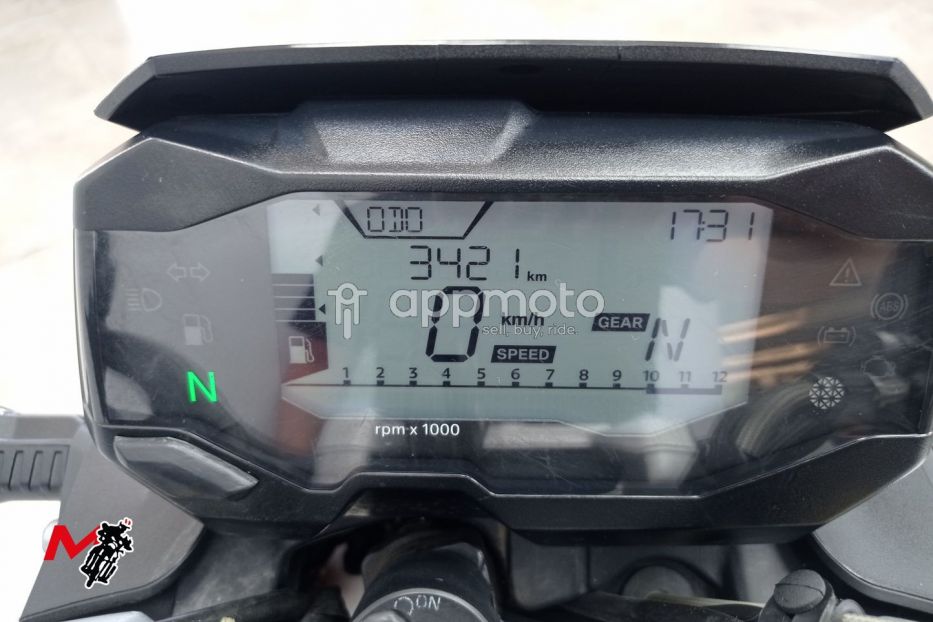 ODO
17:31
3421 km
appmoto
0 km/h
GEAR N
sell, buy, ride.
SPEED
ABS
1 2 3 4 5 6 7 8 9 10 11 12
N
rpm x 1000
M
ON